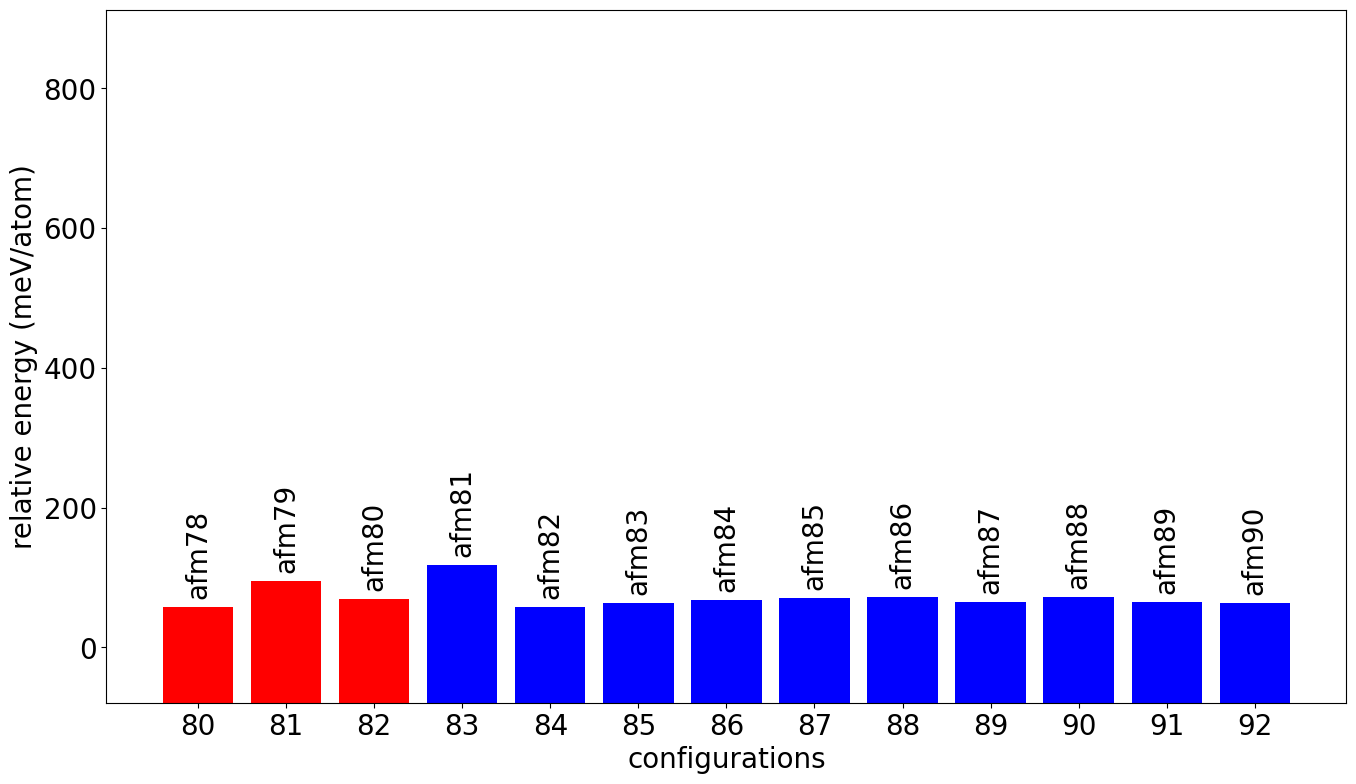 relative energy (meV/atom)
800
600
400
200
0
afm78
afm79
afm80
afm81
afm82
afm83
afm84
afm85
afm86
afm87
afm88
afm89
afm90
80 81 82 83 84 85 86 87 88 89 90 91 92
configurations